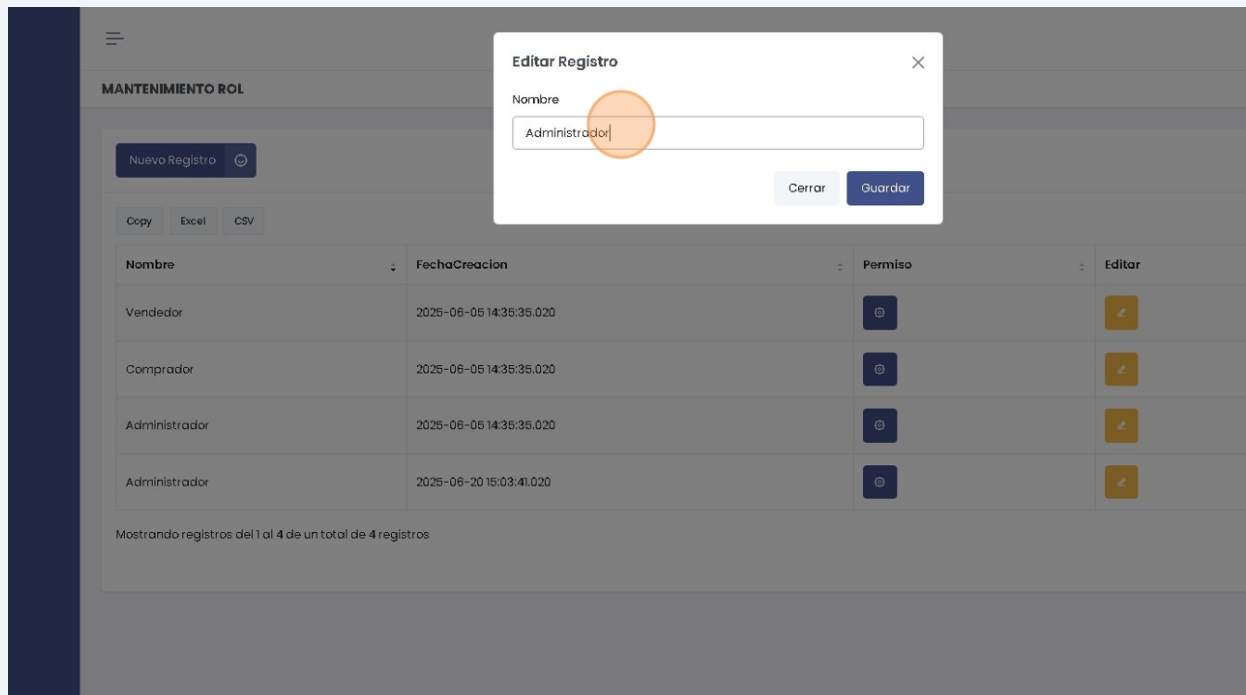 Editar Registro
MANTENIMIENTO ROL
Nombre
Administrador
Nuevo Registro
Cerrar Guardar
Copy Excel CSV
Nombre FechaCreacion Permiso Editar
Vendedor 2025-06-05 14:35:35.020
Comprador 2025-06-05 14:35:35.020
Administrador 2025-06-05 14:35:35.020
Administrador 2025-06-20 15:03:41.020
Mostrando registros del 1 al 4 de un total de 4 registros